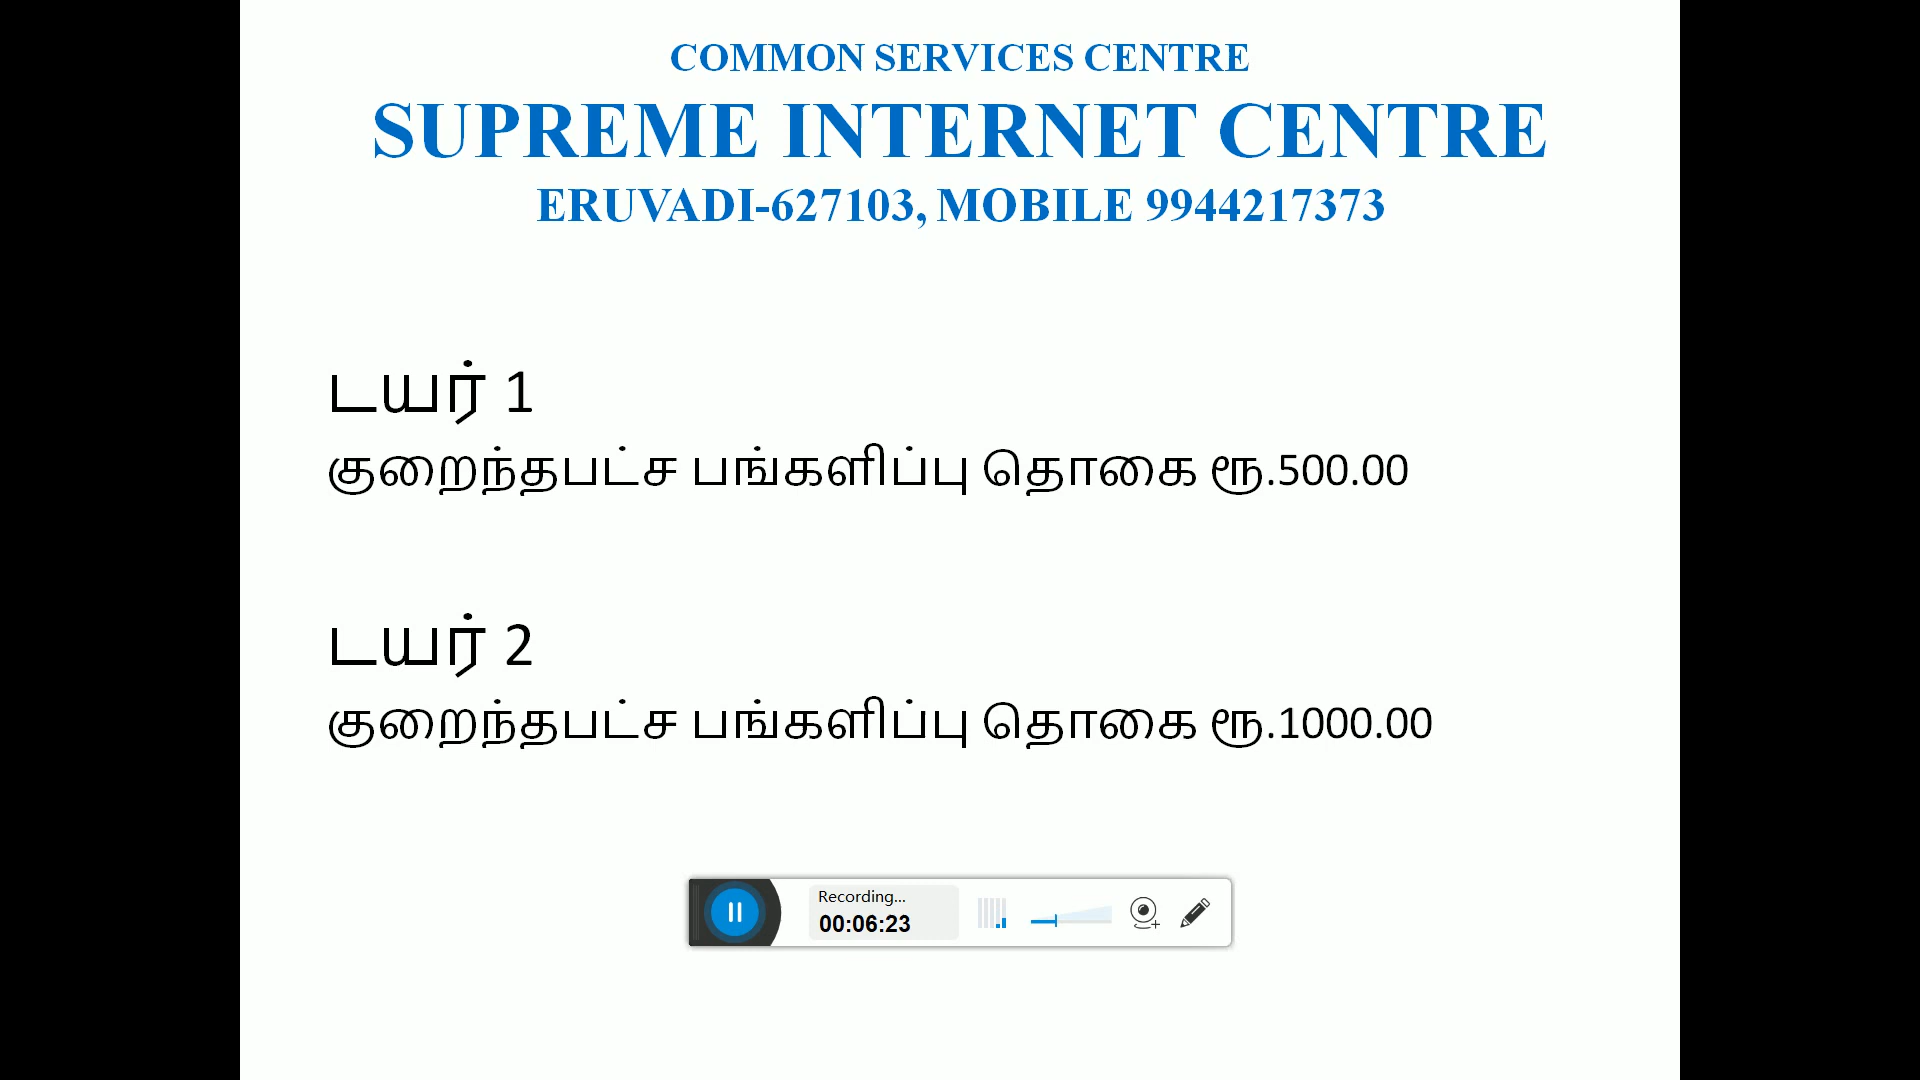 COMMON SERVICES CENTRE
SUPREME INTERNET CENTRE
ERUVADI-627103, MOBILE 9944217373
டயர் 1
குறைந்தபட்ச பங்களிப்பு தொகை ரூ.500.00
டயர் 2
குறைந்தபட்ச பங்களிப்பு தொகை ரூ.1000.00
Recording...
00:06:23